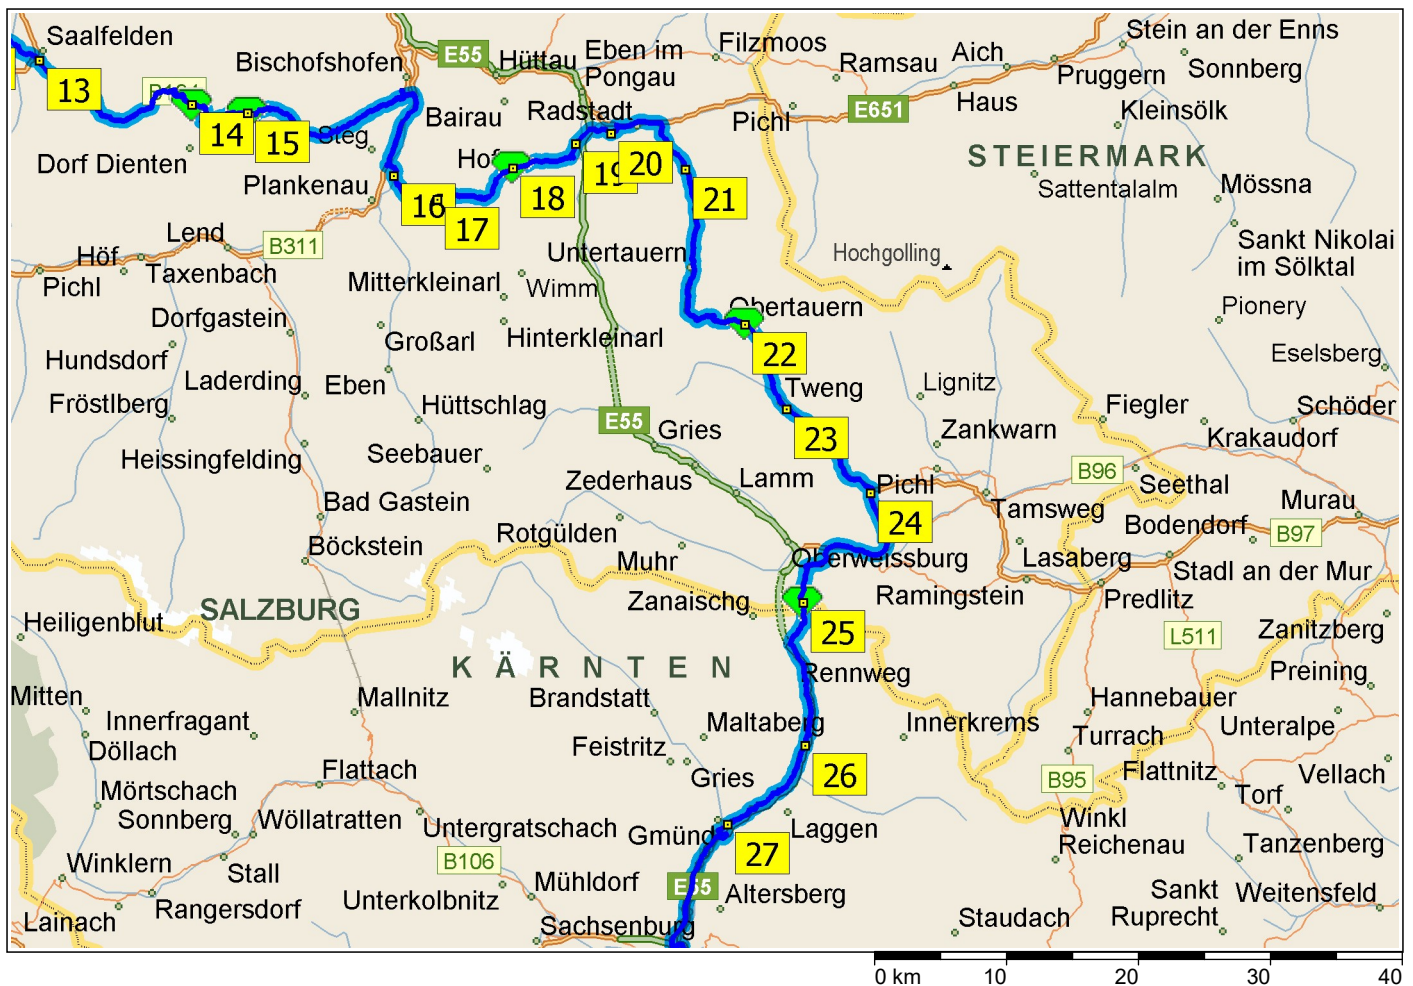 Saalfelden
Bischofshofen
E55
Hüttau
Eben im
Pongau
Filzmoos
Ramsau
Aich
Stein an der Enns
Pruggern
Sonnberg
13
14
15
Steg
Bairau
Radstadt
Pichl
E651
Haus
Kleinsölk
Dorf Dienten
Plankenau
Hof
16
17
18
19
20
21
STEIERMARK
Sattentalalm
Mössna
Lend
B311
Höf
Taxenbach
Pichl
Untertauern
Hochgolling
Sankt Nikolai
im Sölktal
Mitterkleinarl
Wimm
Dorfgastein
Großarl
Hinterkleinarl
Obertauern
22
Pionery
Eselsberg
Hundsdorf
Laderding
Eben
Tweng
Lignitz
Fröstlberg
Hüttschlag
E55
Gries
23
Zankwarn
Fiegler
Schöder
Krakaudorf
Heissingfelding
Seebauer
Zederhaus
Lamm
Pichl
B96
Seethal
Murau
Bad Gastein
24
Tamsweg
Bodendorf
B97
Böckstein
Rotgülden
Muhr
Oberweissburg
Lasaberg
Stadl an der Mur
SALZBURG
Zanaischg
Ramingstein
Predlitz
Heiligenblut
25
L511
Zanitzberg
KÄRNTEN
Rennweg
Preining
Mitten
Mallnitz
Brandstatt
Hannebauer
Innerfragant
Maltaberg
Innerkrems
Turrach
Unteralpe
Döllach
Feistritz
Flattach
Gries
26
B95
Flattnitz
Vellach
Mörtschach
Sonnberg
Wöllatratten
Untergratschach
Gmünd
Laggen
Torf
Winkl
Reichenau
Tanzenberg
27
Winklern
Stall
B106
Mühldorf
E55
Altersberg
Sankt
Ruprecht
Weitensfeld
Unterkolbnitz
Lainach
Rangersdorf
Sachsenburg
Staudach
0 km
10
20
30
40